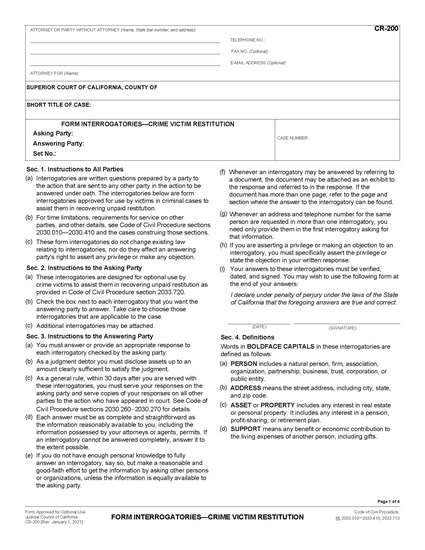 CR-200
ATTORNEY OR PARTY WITHOUT ATTORNEY (Name, State Bar number, and address)
TELEPHONE NO.:
FAX NO. (Optional)
E-MAIL ADDRESS (Optional)
ATTORNEY FOR (Name):
SUPERIOR COURT OF CALIFORNIA, COUNTY OF
SHORT TITLE OF CASE:
FORM INTERROGATORIES—CRIME VICTIM RESTITUTION
Asking Party:
Answering Party:
Set No.:
CASE NUMBER:
Sec. 1. Instructions to All Parties
(a) Interrogatories are written questions prepared by a party to
the action that are sent to any other party in the action to be
answered under oath. The interrogatories below are form
interrogatories approved for use by victims in criminal cases to
assist them in recovering unpaid restitution.
(b) For time limitations, requirements for service on other
parties, and other details, see Code of Civil Procedure sections
2030.010—2030.410 and the cases construing those sections.
(c) These form interrogatories do not change existing law
relating to interrogatories, nor do they affect an answering
party's right to assert any privilege or make any objection.
Sec. 2. Instructions to the Asking Party
(a) These interrogatories are designed for optional use by
crime victims to assist them in recovering unpaid restitution as
provided in Code of Civil Procedure section 2033.720.
(b) Check the box next to each interrogatory that you want the
answering party to answer. Take care to choose those
interrogatories that are applicable to the case.
(c) Additional interrogatories may be attached.
Sec. 3. Instructions to the Answering Party
(a) You must answer or provide an appropriate response to
each interrogatory checked by the asking party.
(b) As a judgment debtor you must disclose assets up to an
amount clearly sufficient to satisfy the judgment.
(c) As a general rule, within 30 days after you are served with
these interrogatories, you must serve your responses on the
asking party and serve copies of your responses on all other
parties to the action who have appeared in court. See Code of
Civil Procedure sections 2030.260–2030.270 for details.
(d) Each answer must be as complete and straightforward as
the information reasonably available to you, including the
information possessed by your attorneys or agents, permits. If
an interrogatory cannot be answered completely, answer it to
the extent possible.
(e) If you do not have enough personal knowledge to fully
answer an interrogatory, say so, but make a reasonable and
good-faith effort to get the information by asking other persons
or organizations, unless the information is equally available to
the asking party.
(f) Whenever an interrogatory may be answered by referring to
a document, the document may be attached as an exhibit to
the response and referred to in the response. If the
document has more than one page, refer to the page and
section where the answer to the interrogatory can be found.
(g) Whenever an address and telephone number for the same
person are requested in more than one interrogatory, you
need only provide them in the first interrogatory asking for
that information.
(h) If you are asserting a privilege or making an objection to an
interrogatory, you must specifically assert the privilege or
state the objection in your written response.
(i) Your answers to these interrogatories must be verified,
dated, and signed. You may wish to use the following form at
the end of your answers:
I declare under penalty of perjury under the laws of the State
of California that the foregoing answers are true and correct.
(DATE) (SIGNATURE)
Sec. 4. Definitions
Words in BOLDFACE CAPITALS in these interrogatories are
defined as follows:
(a) PERSON includes a natural person, firm, association,
organization, partnership, business, trust, corporation, or
public entity.
(b) ADDRESS means the street address, including city, state,
and zip code.
(c) ASSET or PROPERTY includes any interest in real estate
or personal property. It includes any interest in a pension,
profit-sharing, or retirement plan.
(d) SUPPORT means any benefit or economic contribution to
the living expenses of another person, including gifts.
Page 1 of 4
Form Approved for Optional Use
Judicial Council of California
CR-200 [Rev. January 1, 2021]
FORM INTERROGATORIES—CRIME VICTIM RESTITUTION
Code of Civil Procedure,
§§ 2030.010—2030.410, 2033.710